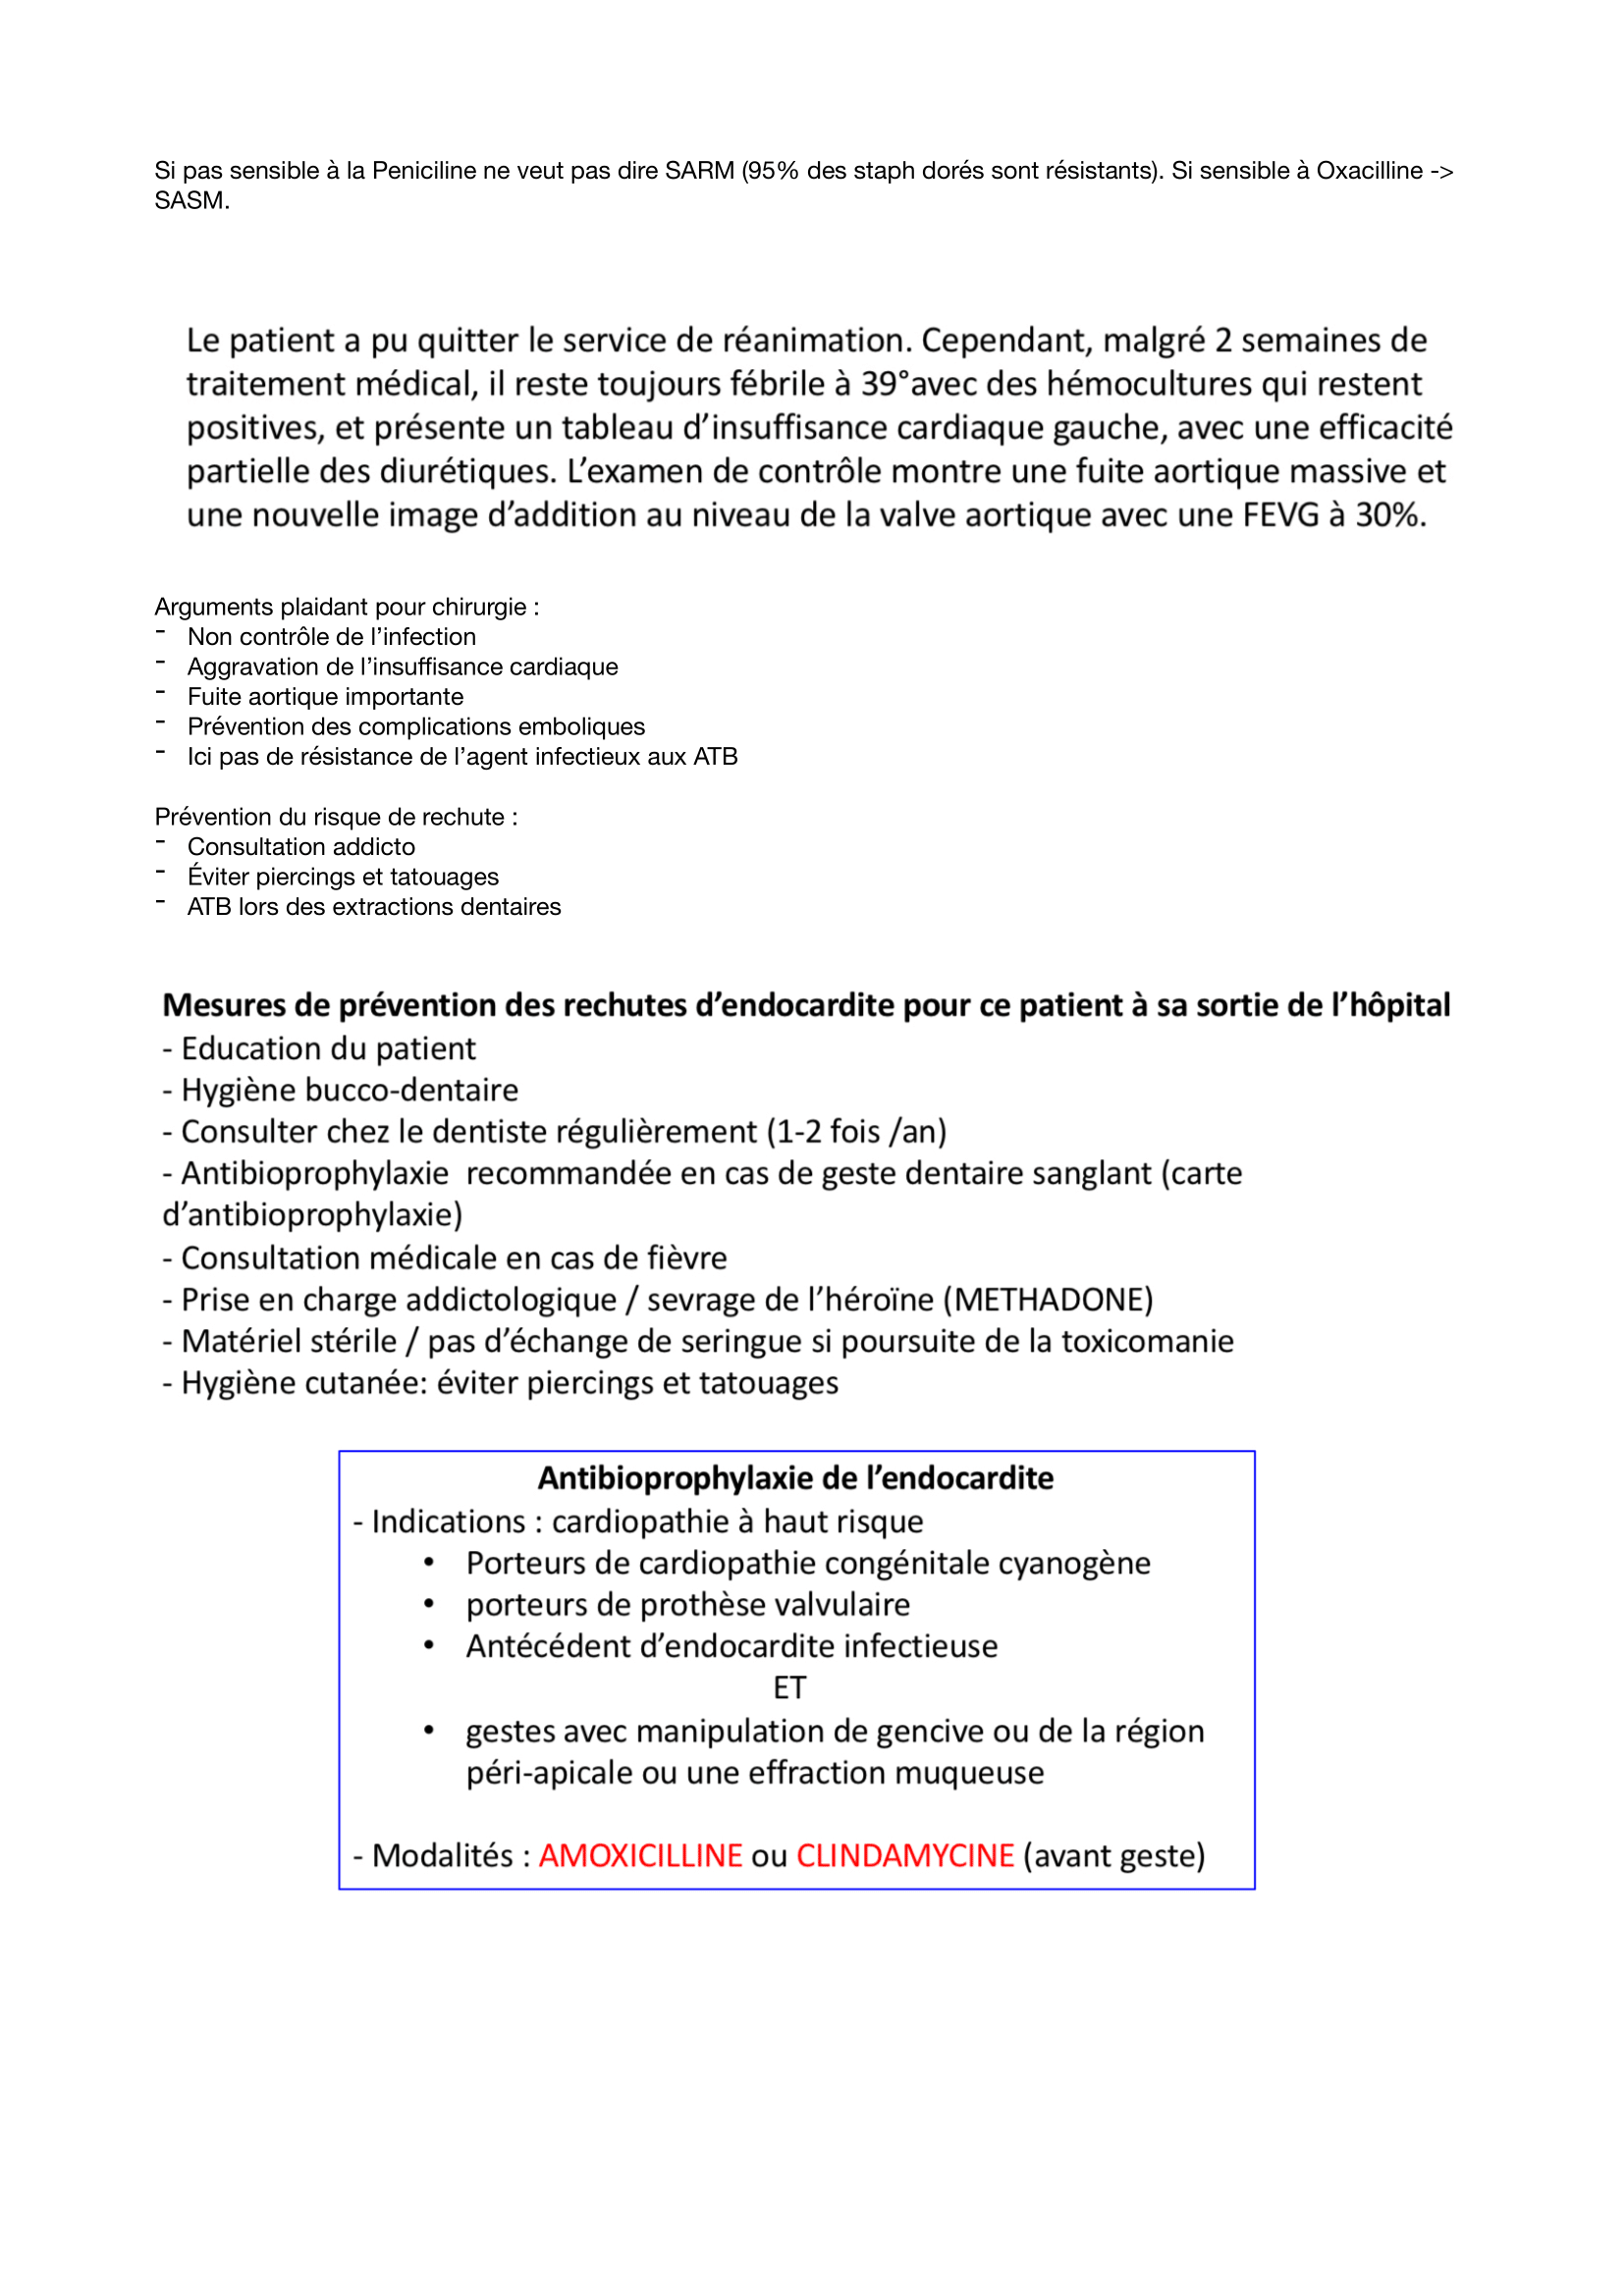 Si pas sensible à la Peniciline ne veut pas dire SARM (95% des staph dorés sont résistants). Si sensible à Oxacilline ->
SASM.
Le patient a pu quitter le service de réanimation. Cependant, malgré 2 semaines de
traitement médical, il reste toujours fébrile à 39°avec des hémocultures qui restent
positives, et présente un tableau d’insuffisance cardiaque gauche, avec une efficacité
partielle des diurétiques. L’examen de contrôle montre une fuite aortique massive et
une nouvelle image d’addition au niveau de la valve aortique avec une FEVG à 30%.
Arguments plaidant pour chirurgie :
- Non contrôle de l’infection
- Aggravation de l’insuffisance cardiaque
- Fuite aortique importante
- Prévention des complications emboliques
- Ici pas de résistance de l’agent infectieux aux ATB
Prévention du risque de rechute :
- Consultation addicto
- Éviter piercings et tatouages
- ATB lors des extractions dentaires
Mesures de prévention des rechutes d’endocardite pour ce patient à sa sortie de l’hôpital
- Education du patient
- Hygiène bucco-dentaire
- Consulter chez le dentiste régulièrement (1-2 fois /an)
- Antibioprophylaxie  recommandée en cas de geste dentaire sanglant (carte
d’antibioprophylaxie)
- Consultation médicale en cas de fièvre
- Prise en charge addictologique / sevrage de l’héroïne (METHADONE)
- Matériel stérile / pas d’échange de seringue si poursuite de la toxicomanie
- Hygiène cutanée: éviter piercings et tatouages
Antibioprophylaxie de l’endocardite
- Indications : cardiopathie à haut risque
• Porteurs de cardiopathie congénitale cyanogène
• porteurs de prothèse valvulaire
• Antécédent d’endocardite infectieuse
ET
• gestes avec manipulation de gencive ou de la région
péri-apicale ou une effraction muqueuse
- Modalités : AMOXICILLINE ou CLINDAMYCINE (avant geste)